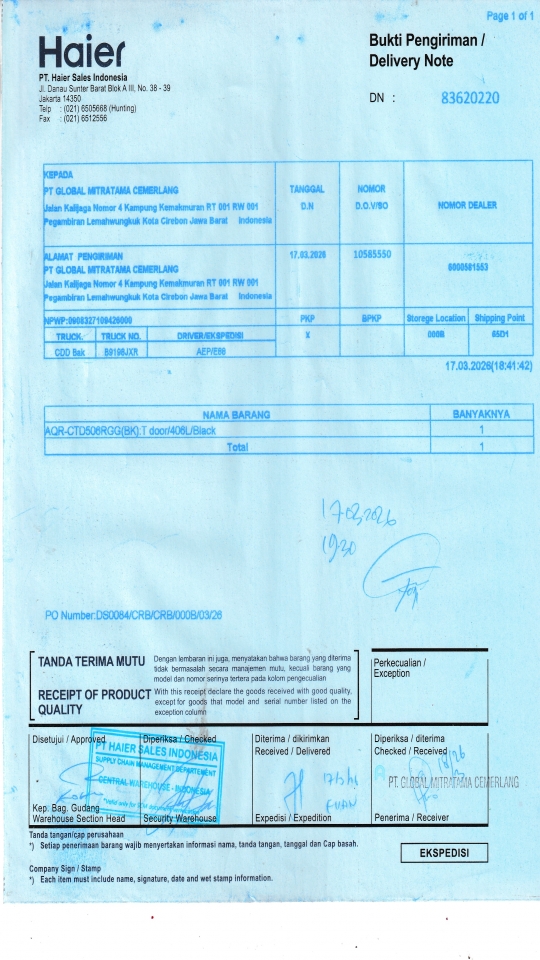 Page 1 of 1
Haier
Bukti Pengiriman /
Delivery Note
PT. Haier Sales Indonesia
Jl. Danau Sunter Barat Blok A III, No. 38 - 39
Jakarta 14350
Telp : (021) 6505668 (Hunting)
Fax : (021) 6512556
DN : 83620220
KEPADA
PT GLOBAL MITRATAMA CEMERLANG
Jalan Kalijaga Nomor 4 Kampung Kemakmuran RT 001 RW 001
Pegambiran Lemahwungkuk Kota Cirebon Jawa Barat Indonesia
TANGGAL
D.N
NOMOR
D.O.V/SO
NOMOR DEALER
ALAMAT PENGIRIMAN
PT GLOBAL MITRATAMA CEMERLANG
Jalan Kalijaga Nomor 4 Kampung Kemakmuran RT 001 RW 001
Pegambiran Lemahwungkuk Kota Cirebon Jawa Barat Indonesia
17.03.2026
10585550
NPWP:0908327109426000
PKP
BPKP
Storege Location
Shipping Point
TRUCK
TRUCK NO.
DRIVER/EKSPEDISI
CDD Bak
B9198JXR
000B
17.03.2026(18:41:42)
NAMA BARANG
BANYAKNYA
AQR-CTD506RGG(BK):T door/406L/Black
1
Total
1
17032026
1930
PO Number:DS0084/CRB/CRB/000B/03/26
TANDA TERIMA MUTU
Dengan lembaran ini juga, menyatakan bahwa barang yang diterima
tidak bermasalah secara manajemen mutu, kecuali barang yang
model dan nomor serinya tertera pada kolom pengecualian
RECEIPT OF PRODUCT
QUALITY
With this receipt declare the goods received with good quality,
except for goods that model and serial number listed on the
exception column
Perkecualian /
Exception
Disetujui / Approved
Diperiksa / Checked
Diterima / dikirimkan
Received / Delivered
Diperiksa / diterima
Checked / Received
PT HAIER SALES INDONESIA
SUPPLY CHAIN MANAGEMENT DEPARTEMENT
CENTRAL WAREHOUSE - INDONESIA
PT. GLOBAL MITRATAMA CEMERLANG
Kep. Bag. Gudang
Warehouse Section Head
Security Warehouse
Expedisi / Expedition
Penerima / Receiver
Tanda tangan/cap perusahaan
*) Setiap penerimaan barang wajib menyertakan informasi nama, tanda tangan, tanggal dan Cap basah.
EKSPEDISI
Company Sign / Stamp
*) Each item must include name, signature, date and wet stamp information.